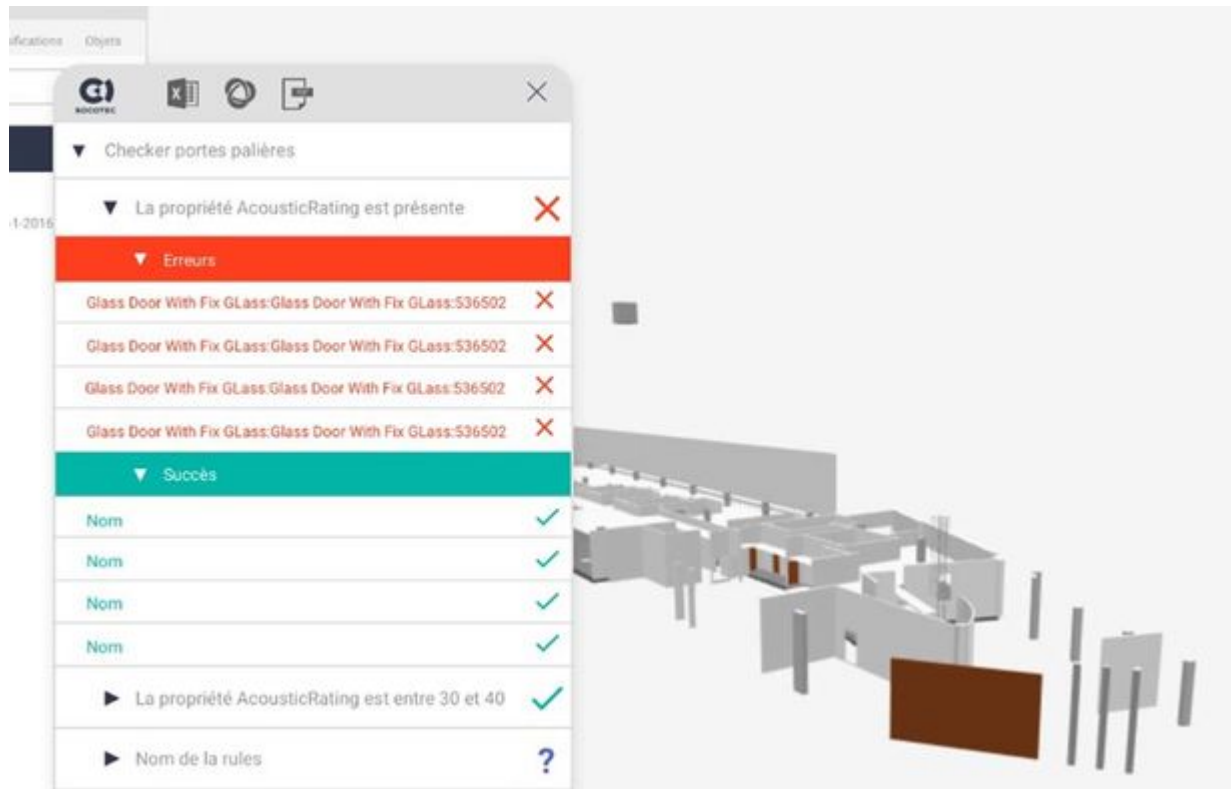 Objets
SOCOTEC
Checker portes palières
La propriété AcousticRating est présente
-1-2016
Erreurs
Glass Door With Fix GLass:Glass Door With Fix GLass:536502
Glass Door With Fix GLass:Glass Door With Fix GLass:536502
Glass Door With Fix GLass:Glass Door With Fix GLass:536502
Glass Door With Fix GLass:Glass Door With Fix GLass:536502
Succès
Nom
Nom
Nom
Nom
La propriété AcousticRating est entre 30 et 40
Nom de la rules
?